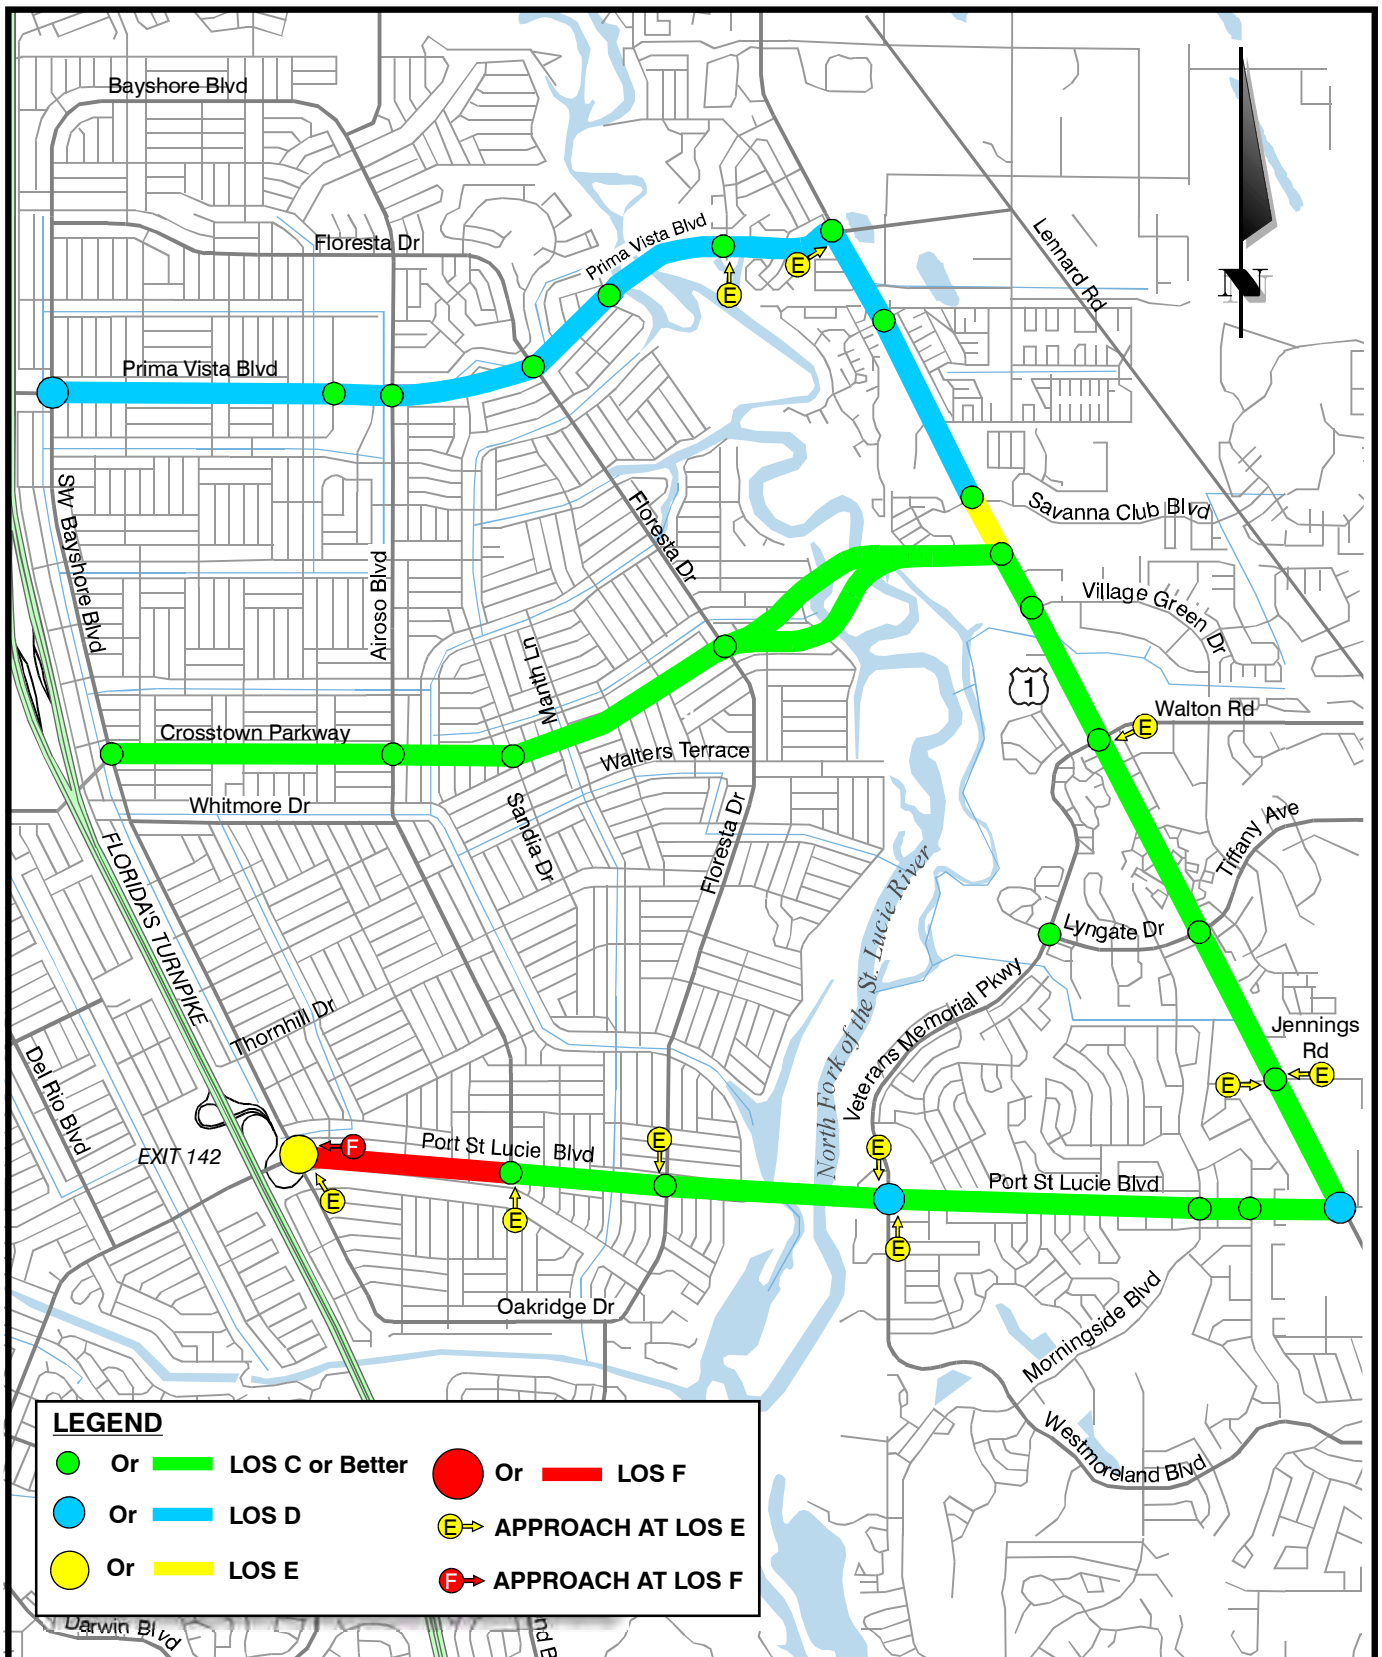 Bayshore Blvd
Floresta Dr
Prima Vista Blvd
E
E
Lennard Rd
N
Prima Vista Blvd
SW Bayshore Blvd
Floresta Dr
Savanna Club Blvd
Airoso Blvd
Village Green Dr
Manth Ln
1
Walton Rd
E
Crosstown Parkway
Walters Terrace
Whitmore Dr
Sandia Dr
Floresta Dr
Tiffany Ave
FLORIDA'S TURNPIKE
Lyngate Dr
North Fork of the St. Lucie River
Veterans Memorial Pkwy
Thornhill Dr
Jennings
Rd
E
E
Del Rio Blvd
EXIT 142
F
Port St Lucie Blvd
E
E
E
E
E
Port St Lucie Blvd
Oakridge Dr
Morningside Blvd
Westmoreland Blvd
LEGEND
Or LOS C or Better
Or LOS D
Or LOS E
Or LOS F
E APPROACH AT LOS E
F APPROACH AT LOS F
Darwin Blvd
nd B